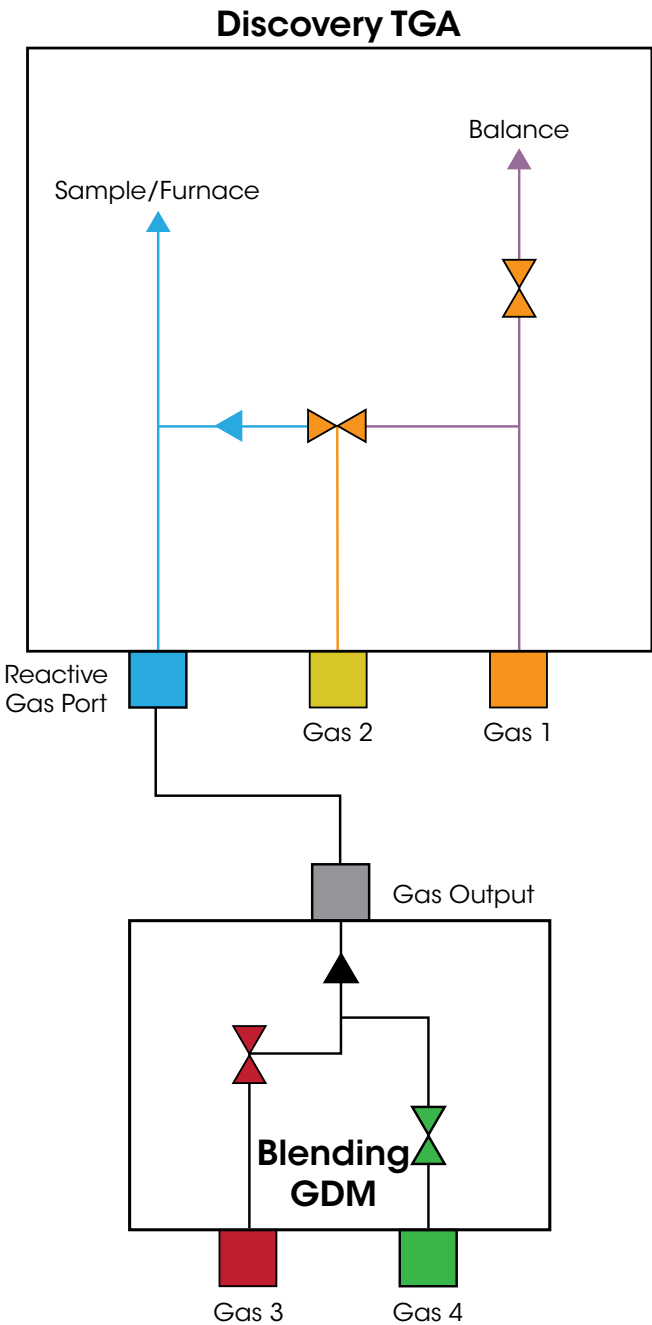 Discovery TGA
Balance
Sample/Furnace
Reactive
Gas Port
Gas 2
Gas 1
Gas Output
Blending
GDM
Gas 3
Gas 4